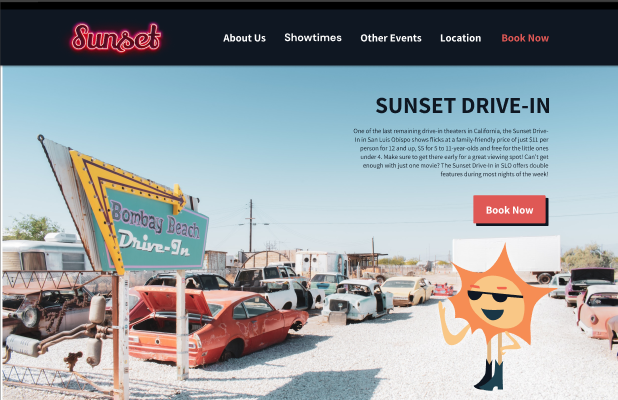 Sunset
About Us Showtimes Other Events Location Book Now
SUNSET DRIVE-IN
One of the last remaining drive-in theaters in California, the Sunset Drive-
In in San Luis Obispo shows flicks at a family-friendly price of just $11 per
person for 12 and up, $5 for 5 to 11-year-olds and free for the little ones
under 4. Make sure to get there early for a great viewing spot! Can't get
enough with just one movie? The Sunset Drive-In in SLO offers double
features during most nights of the week!
Book Now
Bombay Beach
Drive-In